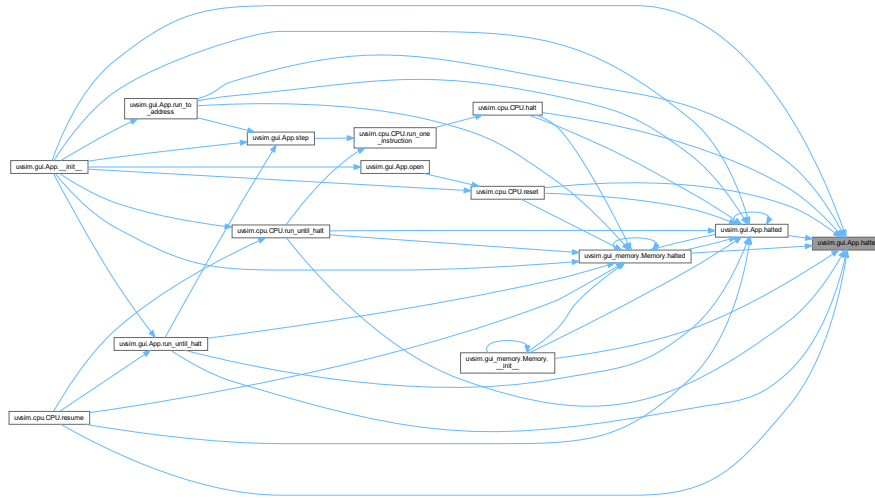 uvsim.cpu.CPU.halt
uvsim.gui.App.run_to
_address
uvsim.gui.App.step
uvsim.cpu.CPU.run_one
_instruction
uvsim.gui.App.__init__
uvsim.gui.App.open
uvsim.cpu.CPU.reset
uvsim.cpu.CPU.run_until_halt
uvsim.gui.App.halted
uvsim.gui.App.halted
uvsim.gui_memory.Memory.halted
uvsim.gui.App.run_until_halt
uvsim.gui_memory.Memory.
__init__
uvsim.cpu.CPU.resume